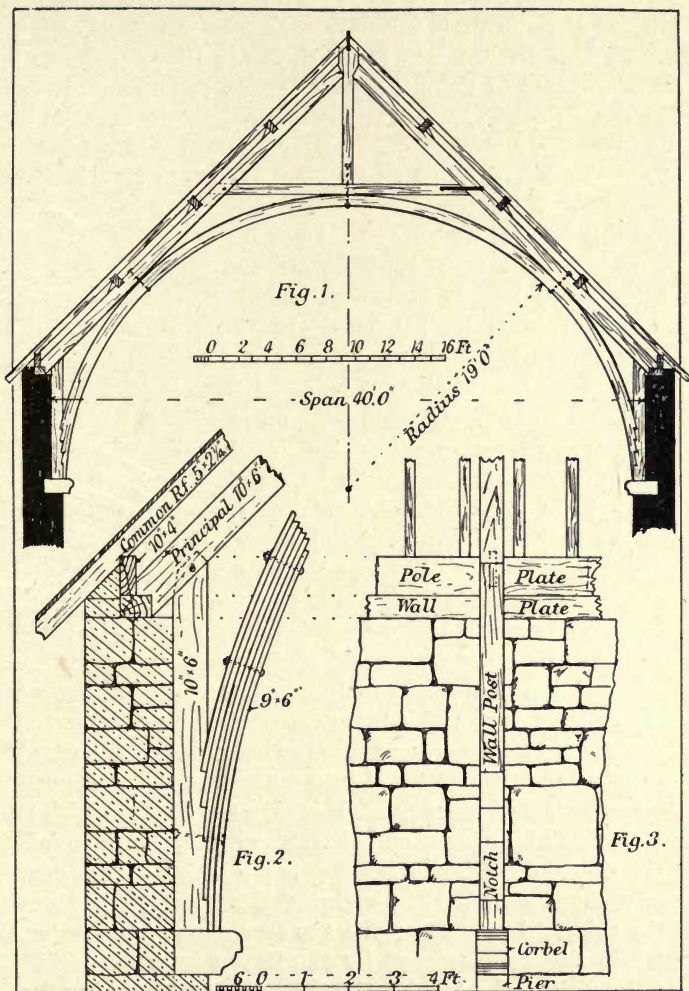 Fig.1.
0 2 4 6 8 10 12 14 16 Ft
Span 40'.0"
Radius 19'.0"
Common Rf. 5"×2¼"
10"×4"
Principal 10"×6"
10"×6"
9"×6"
Fig.2.
Pole Plate
Wall Plate
Wall Post
Notch
Fig.3.
Corbel
Pier
6 0 1 2 3 4 Ft.